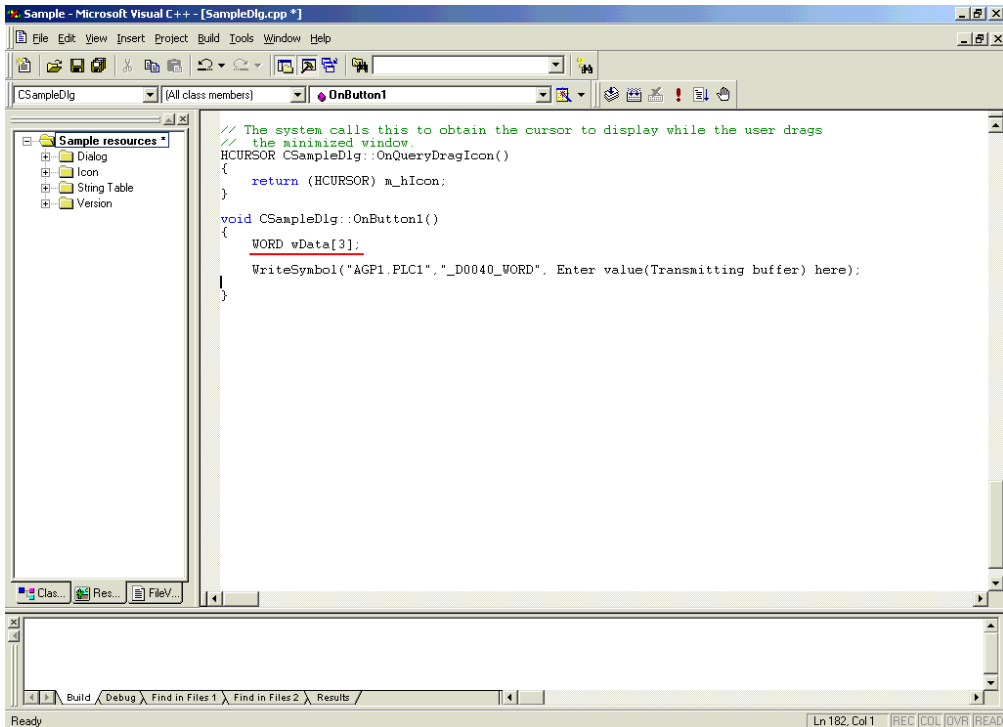 Sample - Microsoft Visual C++ - [SampleDlg.cpp *]
File Edit View Insert Project Build Tools Window Help
CSampleDlg (All class members) OnButton1
Sample resources *
Dialog
Icon
String Table
Version
// The system calls this to obtain the cursor to display while the user drags
//  the minimized window.
HCURSOR CSampleDlg::OnQueryDragIcon()
{
    return (HCURSOR) m_hIcon;
}
void CSampleDlg::OnButton1()
{
    WORD wData[3];
    WriteSymbol("AGP1.PLC1","_D0040_WORD", Enter value(Transmitting buffer) here);
}
Clas... Res... FileV...
Build Debug Find in Files 1 Find in Files 2 Results
Ready Ln 182, Col 1 REC COL OVR READ